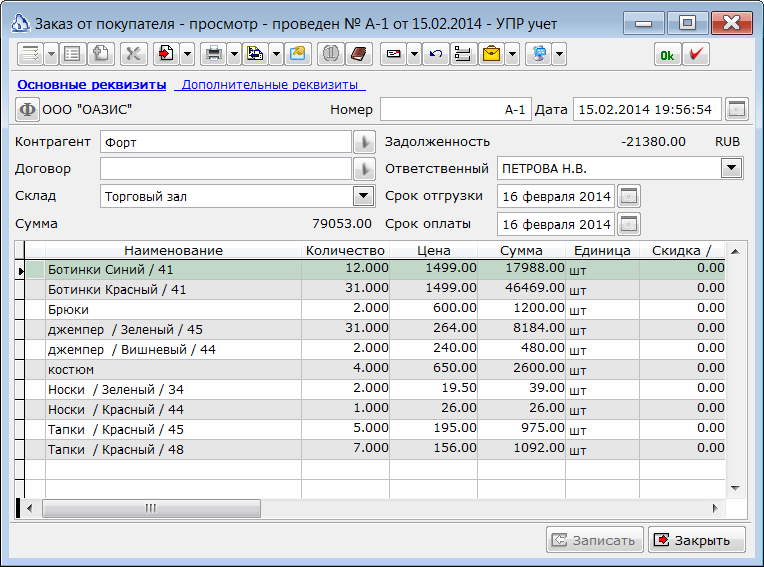 Заказ от покупателя - просмотр - проведен № А-1 от 15.02.2014 - УПР учет
Ok
Основные реквизиты Дополнительные реквизиты
Ф ООО "ОАЗИС" Номер А-1 Дата 15.02.2014 19:56:54
Контрагент Форт Задолженность -21380.00 RUB
Договор Ответственный ПЕТРОВА Н.В.
Склад Торговый зал Срок отгрузки 16 февраля 2014
Сумма 79053.00 Срок оплаты 16 февраля 2014
Наименование Количество Цена Сумма Единица Скидка /
Ботинки Синий / 41 12.000 1499.00 17988.00 шт 0.00
Ботинки Красный / 41 31.000 1499.00 46469.00 шт 0.00
Брюки 2.000 600.00 1200.00 шт 0.00
джемпер / Зеленый / 45 31.000 264.00 8184.00 шт 0.00
джемпер / Вишневый / 44 2.000 240.00 480.00 шт 0.00
костюм 4.000 650.00 2600.00 шт 0.00
Носки / Зеленый / 34 2.000 19.50 39.00 шт 0.00
Носки / Красный / 44 1.000 26.00 26.00 шт 0.00
Тапки / Красный / 45 5.000 195.00 975.00 шт 0.00
Тапки / Красный / 48 7.000 156.00 1092.00 шт 0.00
Записать Закрыть